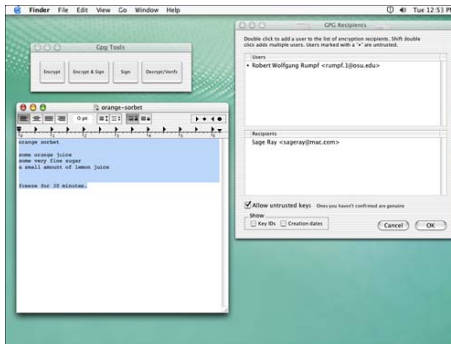 Finder File Edit View Go Window Help
Tue 12:53 P
Gpg Tools
Encrypt Encrypt & Sign Sign Decrypt/Verify
orange-sorbet
0 pt
orange sorbet
some orange juice
some very fine sugar
a small amount of lemon juice
freeze for 30 minutes.
GPG Recipients
Double click to add a user to the list of encryption recipients. Shift double
click adds multiple users. Users marked with a "•" are untrusted.
Users
• Robert Wolfgang Rumpf <rumpf.1@osu.edu>
Recipients
Sage Ray <sageray@mac.com>
Allow untrusted keys Ones you haven't confirmed are genuine
Show
Key IDs Creation dates
Cancel OK